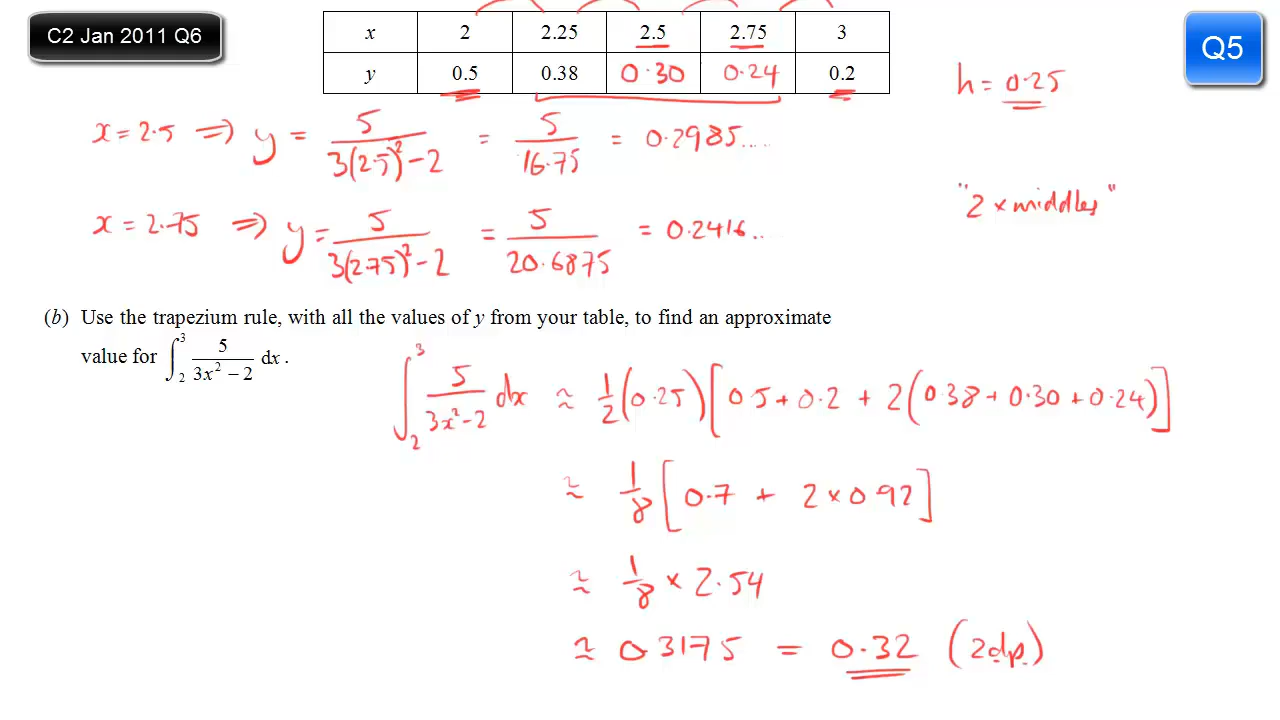 C2 Jan 2011 Q6
Q5
x 2 2.25 2.5 2.75 3
y 0.5 0.38 0.30 0.24 0.2
h = 0.25
x = 2.5 ⇒ y = 5/(3(2.5)² − 2) = 5/16.75 = 0.2985....
"2 × middles"
x = 2.75 ⇒ y = 5/(3(2.75)² − 2) = 5/20.6875 = 0.2416..
(b) Use the trapezium rule, with all the values of y from your table, to find an approximate
value for ∫₂³ 5/(3x² − 2) dx.
∫₂³ 5/(3x² − 2) dx ≈ 1/2 (0.25) [0.5 + 0.2 + 2(0.38 + 0.30 + 0.24)]
≈ 1/8 [0.7 + 2 × 0.92]
≈ 1/8 × 2.54
≈ 0.3175 = 0.32 (2dp)